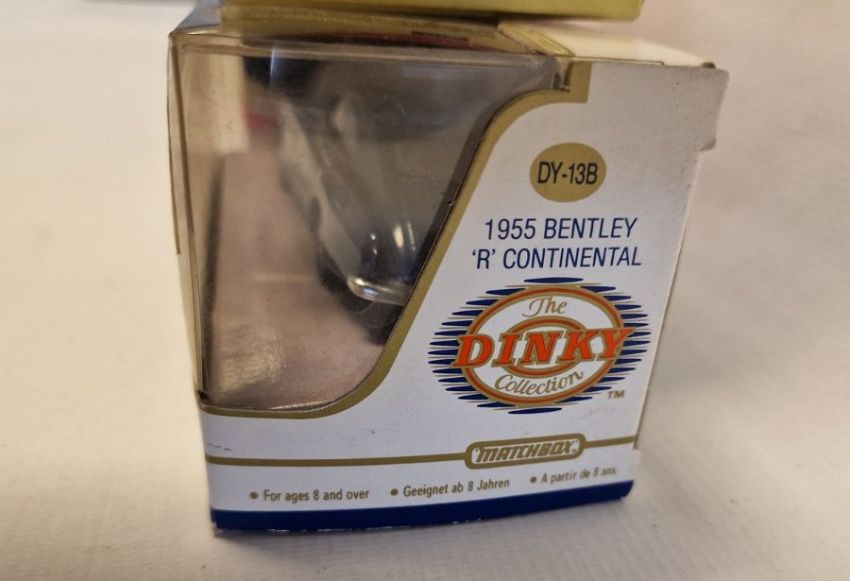 DY-13B
1955 BENTLEY
'R' CONTINENTAL
The
DINKY
Collection
TM
MATCHBOX
• For ages 8 and over • Geeignet ab 8 Jahren • A partir de 8 ans.